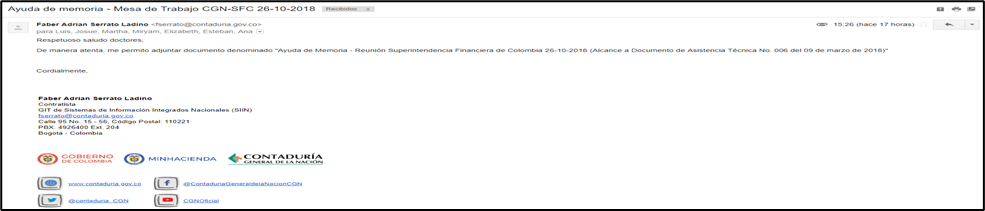 Ayuda de memoria - Mesa de Trabajo CGN-SFC 26-10-2018 Recibidos x
Faber Adrian Serrato Ladino <fserrato@contaduria.gov.co> 15:26 (hace 17 horas)
para Luis, Josue, Martha, Miryam, Elizabeth, Esteban, Ana
Respetuoso saludo doctores,
De manera atenta, me permito adjuntar documento denominado "Ayuda de Memoria - Reunión Superintendencia Financiera de Colombia 26-10-2018 (Alcance a Documento de Asistencia Técnica No. 006 del 09 de marzo de 2018)"
Cordialmente,
Faber Adrian Serrato Ladino
Contratista
GIT de Sistemas de Información Integrados Nacionales (SIIN)
fserrato@contaduria.gov.co
Calle 95 No. 15 - 56, Código Postal: 110221
PBX. 4926400 Ext. 204
Bogotá - Colombia
GOBIERNO DE COLOMBIA MINHACIENDA CONTADURÍA GENERAL DE LA NACIÓN
www.contaduria.gov.co @ContaduriaGeneraldelaNacionCGN
@contaduria_CGN CGNOficial